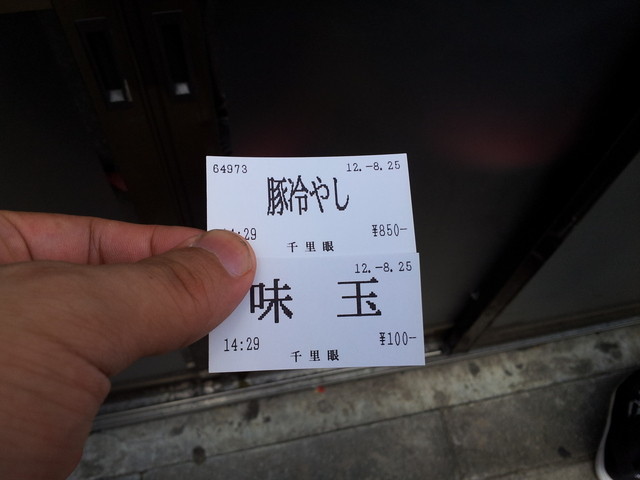 64973 12.-8.25
豚冷やし
14:29 ¥850-
千里眼
12.-8.25
味玉
14:29 ¥100-
千里眼